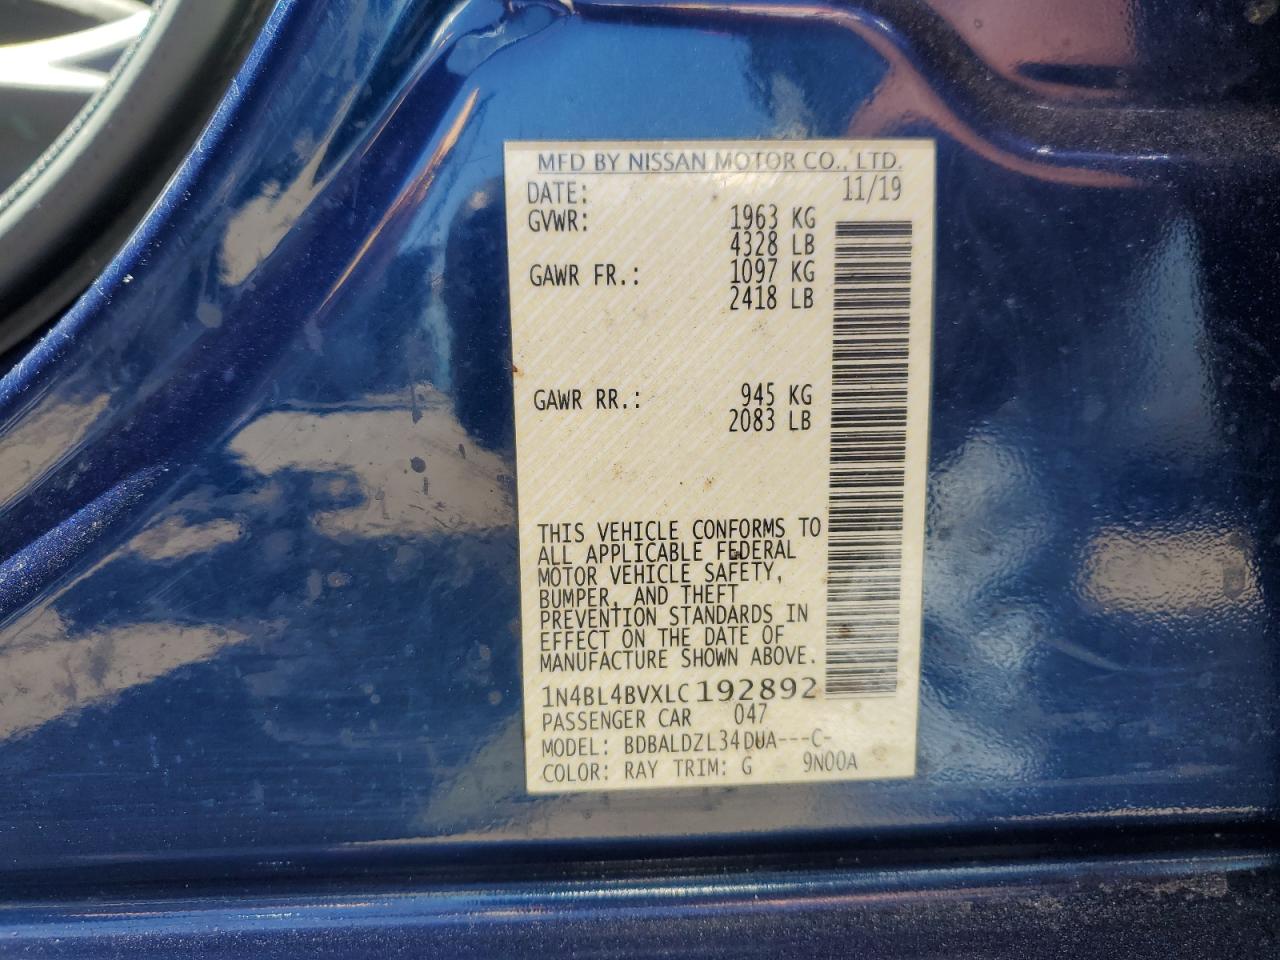 MFD BY NISSAN MOTOR CO., LTD.
DATE: 11/19
GVWR: 1963 KG
4328 LB
GAWR FR.: 1097 KG
2418 LB
GAWR RR.: 945 KG
2083 LB
THIS VEHICLE CONFORMS TO
ALL APPLICABLE FEDERAL
MOTOR VEHICLE SAFETY,
BUMPER, AND THEFT
PREVENTION STANDARDS IN
EFFECT ON THE DATE OF
MANUFACTURE SHOWN ABOVE.
1N4BL4BVXLC192892
PASSENGER CAR 047
MODEL: BDBALDZL34DUA---C-
COLOR: RAY TRIM: G 9N00A